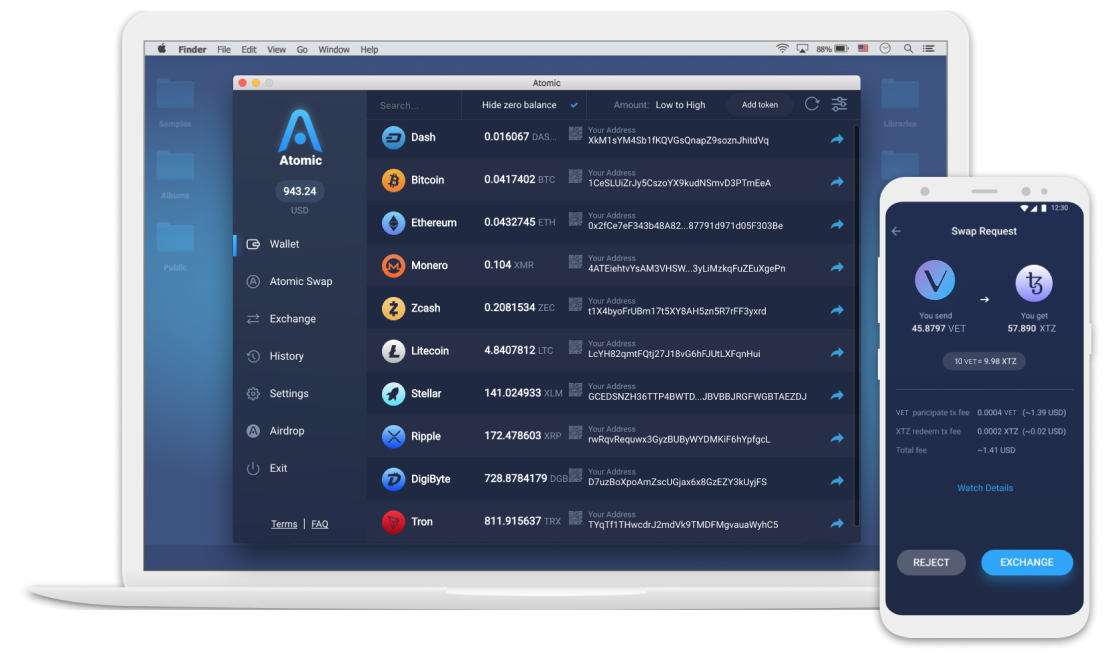 Finder File Edit View Go Window Help 88%
Atomic
Samples
Albums
Public
Libraries
Atomic
943.24
USD
Wallet
Atomic Swap
Exchange
History
Settings
Airdrop
Exit
Terms | FAQ
Search... Hide zero balance Amount: Low to High Add token
Dash 0.016067 DAS... Your Address
XkM1sYM4Sb1fKQVGsQnapZ9soznJhitdVq
Bitcoin 0.0417402 BTC Your Address
1CeSLUiZrJy5CszoYX9kudNSmvD3PTmEeA
Ethereum 0.0432745 ETH Your Address
0x2fCe7eF343b48A82...87791d971d05F303Be
Monero 0.104 XMR Your Address
4ATEiehtvYsAM3VHSW...3yLiMzkqFuZEuXgePn
Zcash 0.2081534 ZEC Your Address
t1X4byoFrUBm17t5XY8AH5zn5R7rFF3yxrd
Litecoin 4.8407812 LTC Your Address
LcYH82qmtFQtj27J18vG6hFJUtLXFqnHui
Stellar 141.024933 XLM Your Address
GCEDSNZH36TTP4BWTD...JBVBBJRGFWGBTAEZDJ
Ripple 172.478603 XRP Your Address
rwRqvRequwx3GyzBUByWYDMKiF6hYpfgcL
DigiByte 728.8784179 DGB Your Address
D7uzBoXpoAmZscUGjax6x8GzEZY3kUyjFS
Tron 811.915637 TRX Your Address
TYqTf1THwcdrJ2mdVk9TMDFMgvauaWyhC5
12:30
Swap Request
You send You get
45.8797 VET 57.890 XTZ
10 VET = 9.98 XTZ
VET paricipate tx fee 0.0004 VET (~1.39 USD)
XTZ redeem tx fee 0.0002 XTZ (~0.02 USD)
Total fee ~1.41 USD
Watch Details
REJECT EXCHANGE